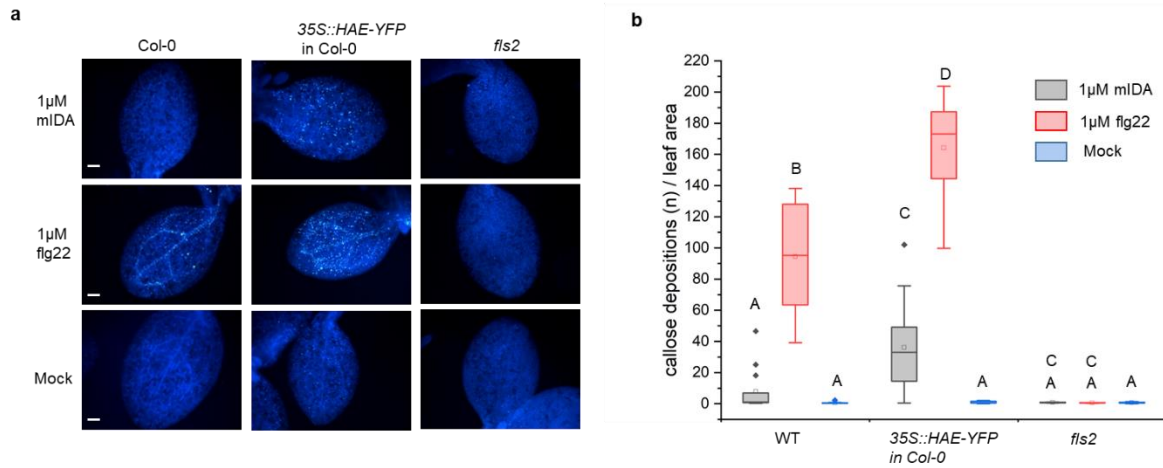 a
Col-0
35S::HAE-YFP
in Col-0
fls2
1μM
mIDA
1μM
flg22
Mock
b
callose depositions (n) / leaf area
220
200
180
160
140
120
100
80
60
40
20
0
A
B
A
C
D
A
C
A
C
A
A
1μM mIDA
1μM flg22
Mock
WT
35S::HAE-YFP
in Col-0
fls2